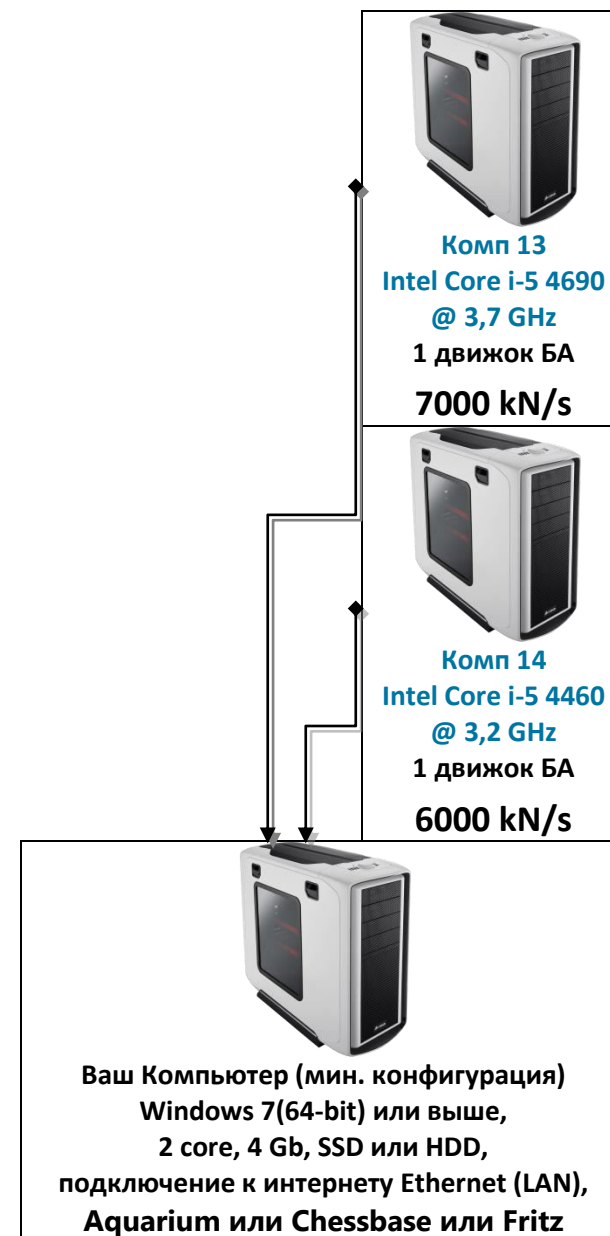 Комп 13
Intel Core i-5 4690
@ 3,7 GHz
1 движок БА
7000 kN/s
Комп 14
Intel Core i-5 4460
@ 3,2 GHz
1 движок БА
6000 kN/s
Ваш Компьютер (мин. конфигурация)
Windows 7(64-bit) или выше,
2 core, 4 Gb, SSD или HDD,
подключение к интернету Ethernet (LAN),
Aquarium или Chessbase или Fritz